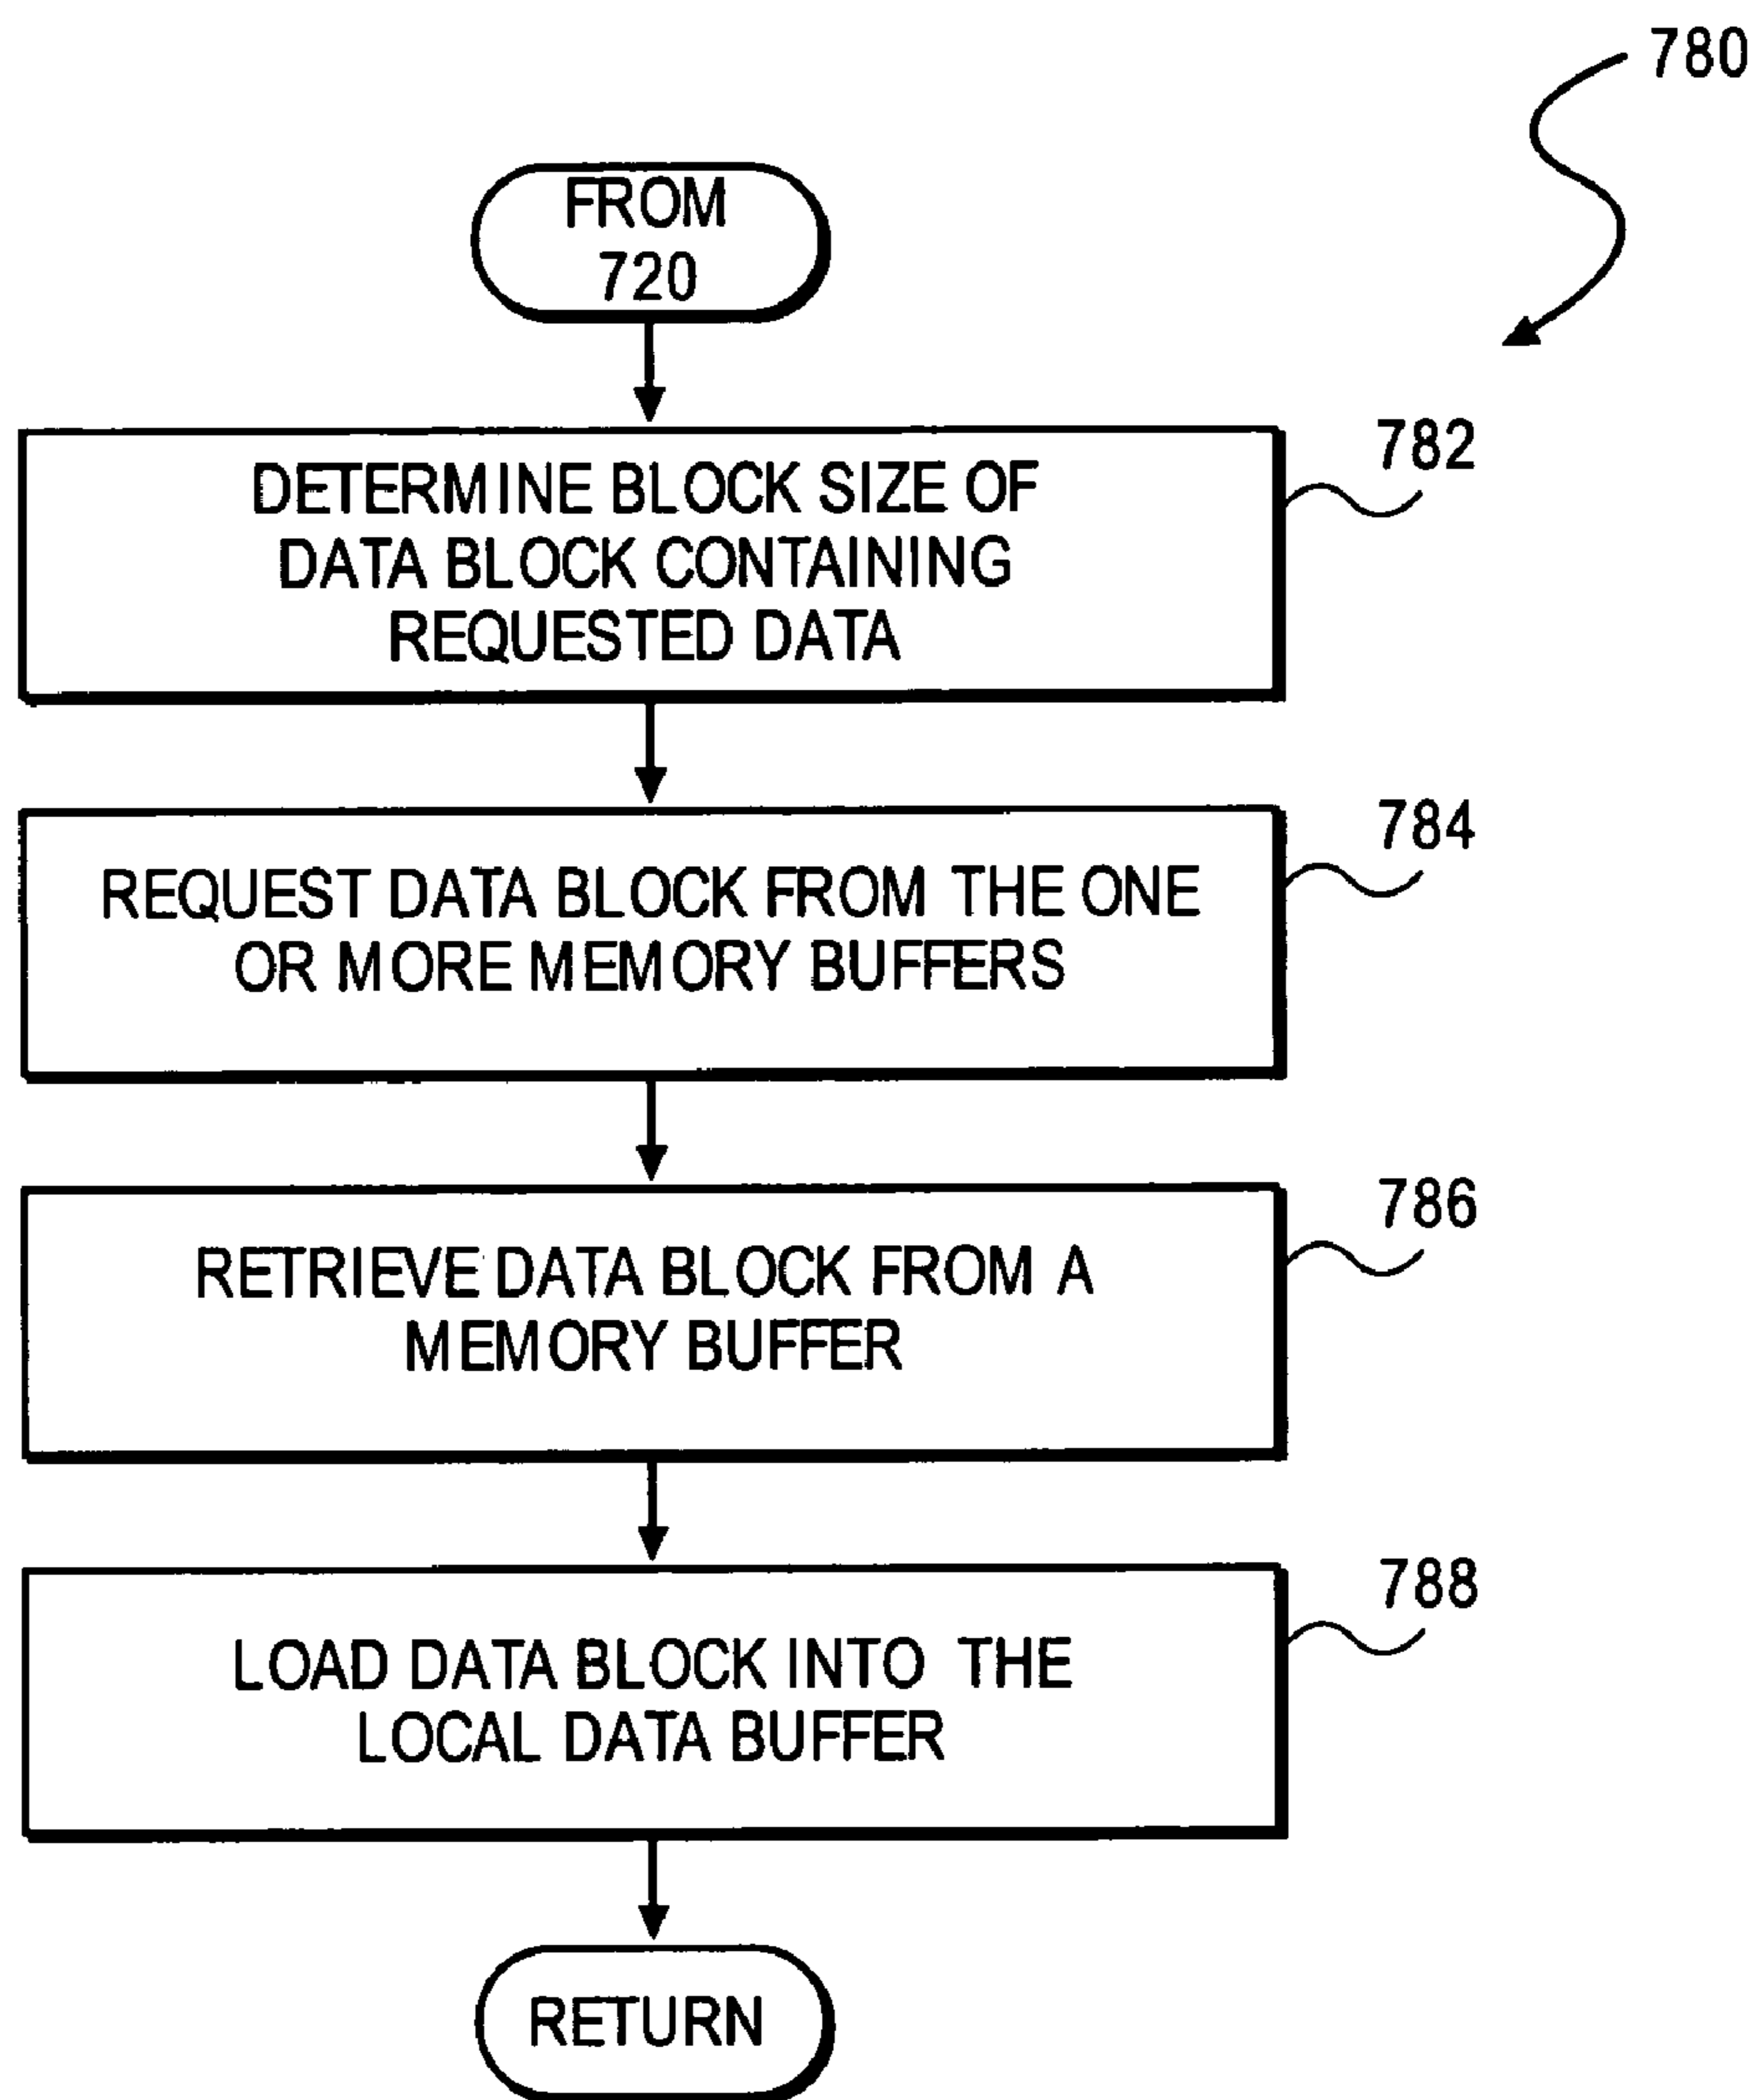 780
FROM
720
782
DETERMINE BLOCK SIZE OF
DATA BLOCK CONTAINING
REQUESTED DATA
784
REQUEST DATA BLOCK FROM THE ONE
OR MORE MEMORY BUFFERS
786
RETRIEVE DATA BLOCK FROM A
MEMORY BUFFER
788
LOAD DATA BLOCK INTO THE
LOCAL DATA BUFFER
RETURN